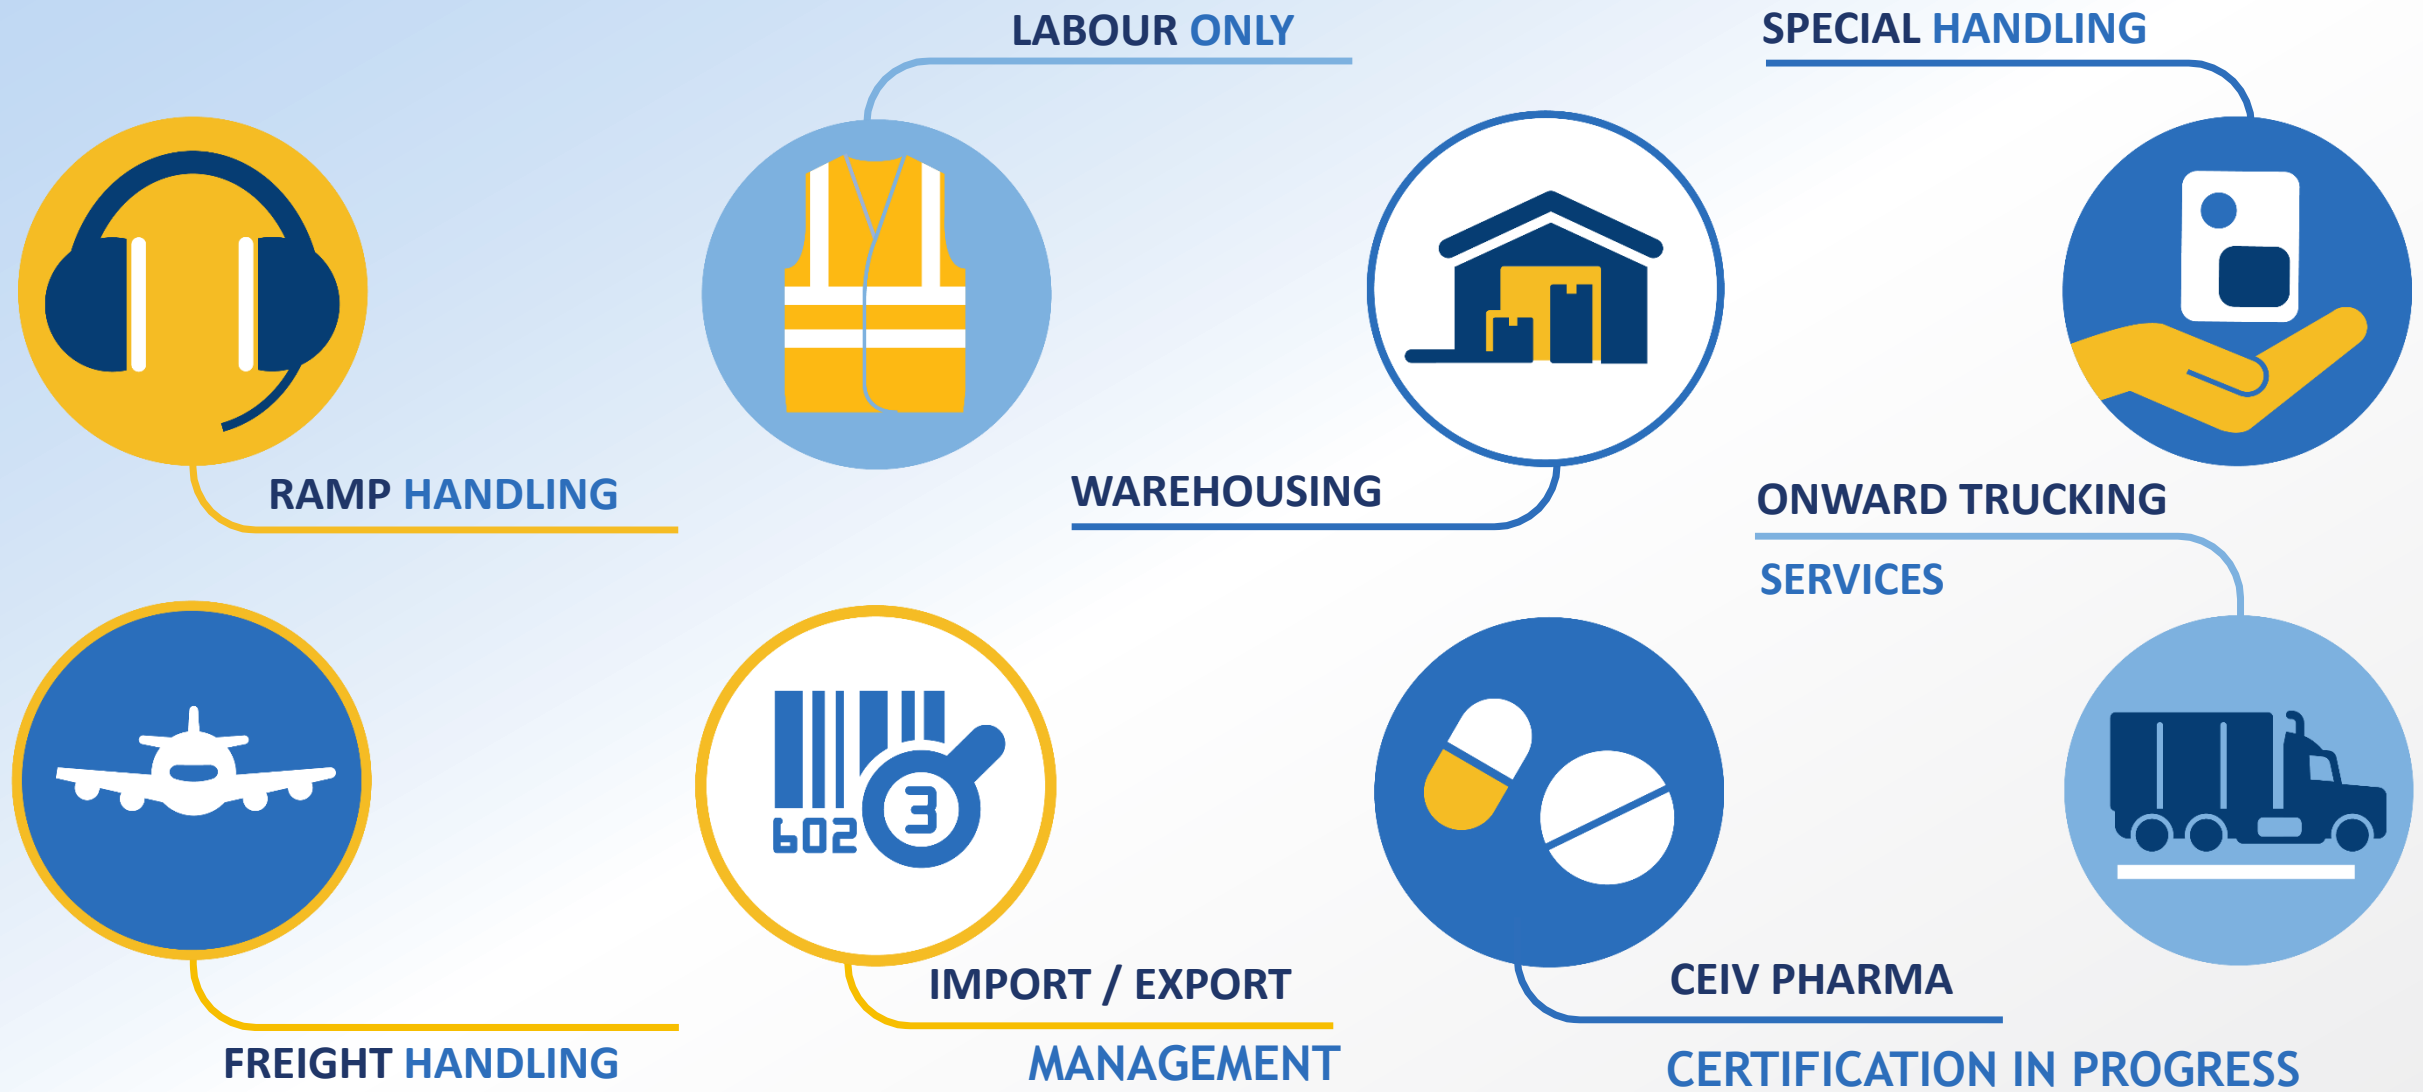 LABOUR ONLY
SPECIAL HANDLING
RAMP HANDLING
WAREHOUSING
ONWARD TRUCKING
SERVICES
602
3
FREIGHT HANDLING
IMPORT / EXPORT
MANAGEMENT
CEIV PHARMA
CERTIFICATION IN PROGRESS